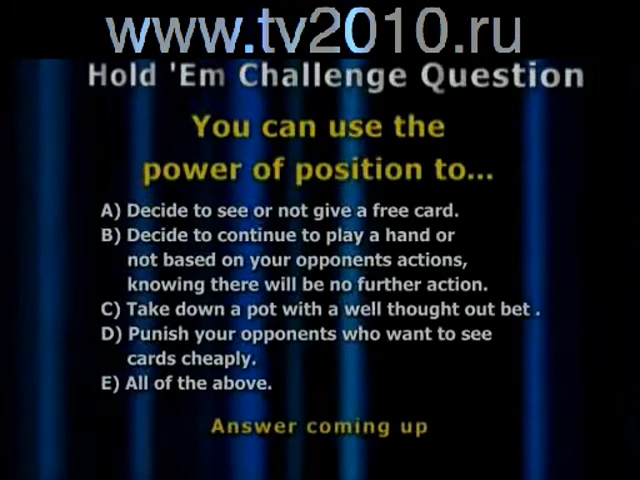 www.tv2010.ru
Hold 'Em Challenge Question
You can use the
power of position to...
A) Decide to see or not give a free card.
B) Decide to continue to play a hand or
not based on your opponents actions,
knowing there will be no further action.
C) Take down a pot with a well thought out bet .
D) Punish your opponents who want to see
cards cheaply.
E) All of the above.
Answer coming up